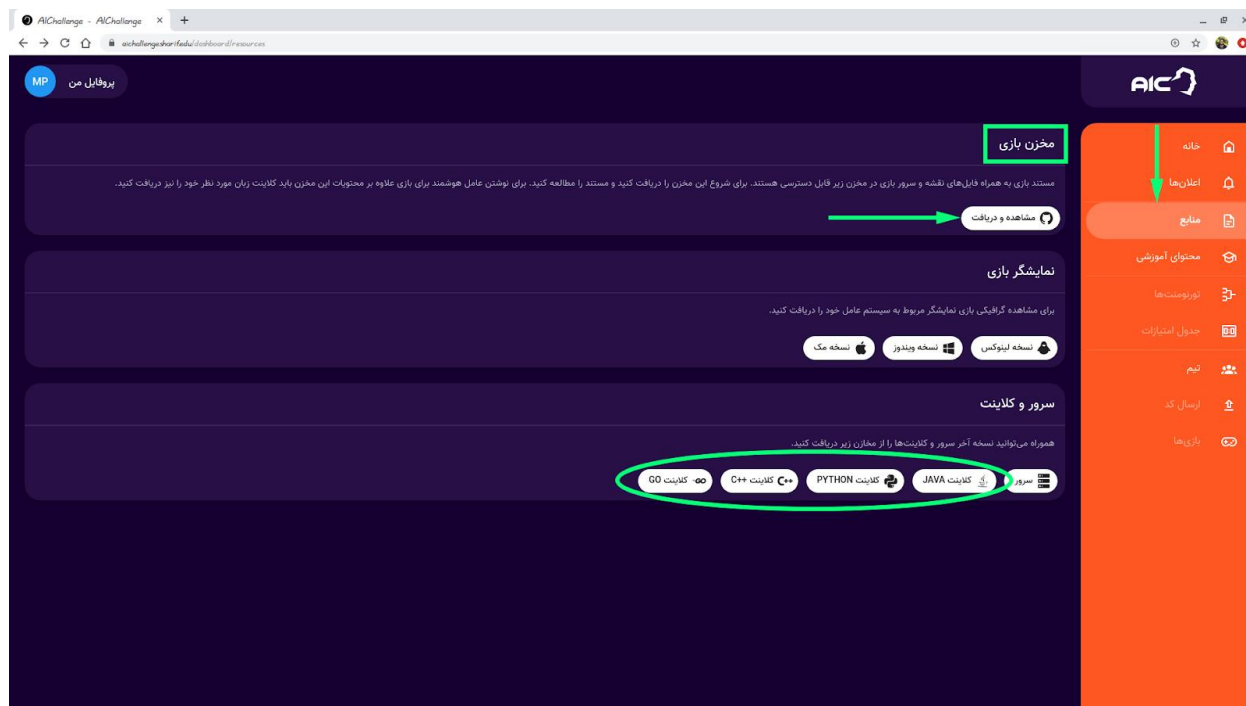 AIChallenge - AIChallenge
aichallenge.sharif.edu/dashboard/resources
MP
پروفایل من
AIC
خانه
اعلان‌ها
منابع
محتوای آموزشی
تورنومنت‌ها
جدول امتیازات
تیم
ارسال کد
بازی‌ها
مخزن بازی
مستند بازی به همراه فایل‌های نقشه و سرور بازی در مخزن زیر قابل دسترسی هستند. برای شروع این مخزن را دریافت کنید و مستند را مطالعه کنید. برای نوشتن عامل هوشمند برای بازی علاوه بر محتویات این مخزن باید کلاینت زبان مورد نظر خود را نیز دریافت کنید.
مشاهده و دریافت
نمایشگر بازی
برای مشاهده گرافیکی بازی نمایشگر مربوط به سیستم عامل خود را دریافت کنید.
نسخه لینوکس
نسخه ویندوز
نسخه مک
سرور و کلاینت
همواره می‌توانید نسخه آخر سرور و کلاینت‌ها را از مخازن زیر دریافت کنید.
سرور
کلاینت JAVA
کلاینت PYTHON
کلاینت C++
کلاینت GO